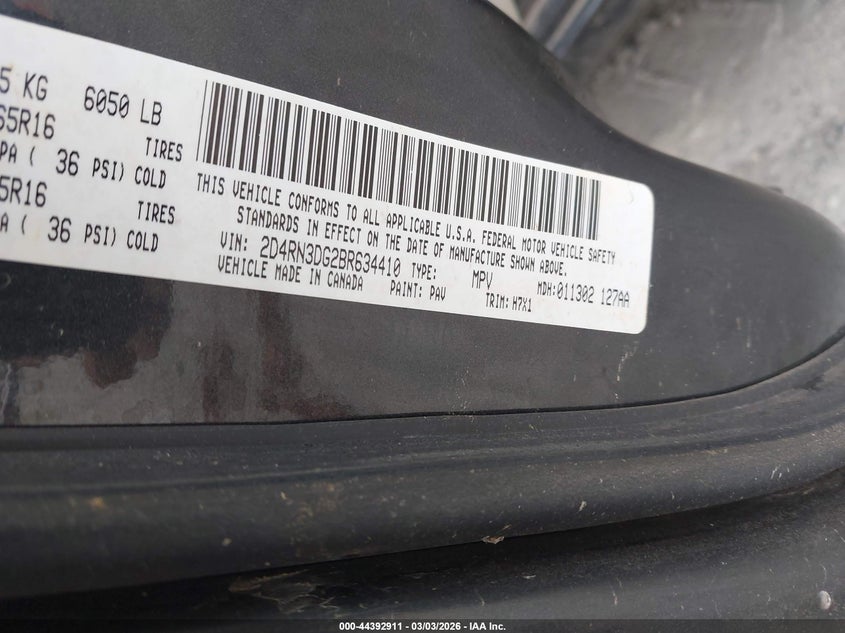 5 KG 6050 LB
65R16 TIRES
PA ( 36 PSI) COLD
5R16 TIRES
A ( 36 PSI) COLD
THIS VEHICLE CONFORMS TO ALL APPLICABLE U.S.A. FEDERAL MOTOR VEHICLE SAFETY
STANDARDS IN EFFECT ON THE DATE OF MANUFACTURE SHOWN ABOVE.
VIN: 2D4RN3DG2BR634410 TYPE: MPV MDH:011302 127AA
VEHICLE MADE IN CANADA PAINT: PAV TRIM: H7X1
000-44392911 - 03/03/2026 - IAA Inc.